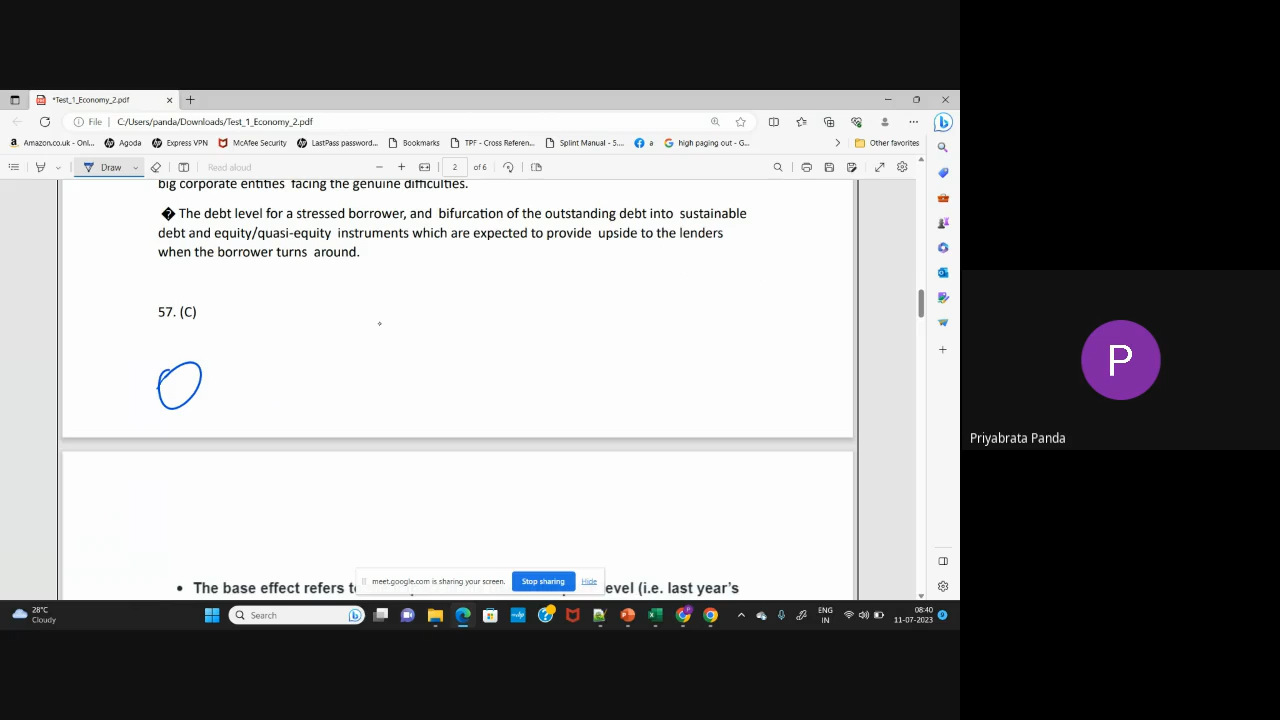 *Test_1_Economy_2.pdf
File C:/Users/panda/Downloads/Test_1_Economy_2.pdf
Amazon.co.uk - Onl... Agoda Express VPN McAfee Security LastPass password... Bookmarks TPF - Cross Referen... Splint Manual - 5.... a high paging out - G... Other favorites
Draw Read aloud 2 of 6
big corporate entities facing the genuine difficulties.
The debt level for a stressed borrower, and bifurcation of the outstanding debt into sustainable
debt and equity/quasi-equity instruments which are expected to provide upside to the lenders
when the borrower turns around.
57. (C)
P
Priyabrata Panda
meet.google.com is sharing your screen. Stop sharing Hide
• The base effect refers t evel (i.e. last year's
28°C
Cloudy
Search
ENG
IN
08:40
11-07-2023